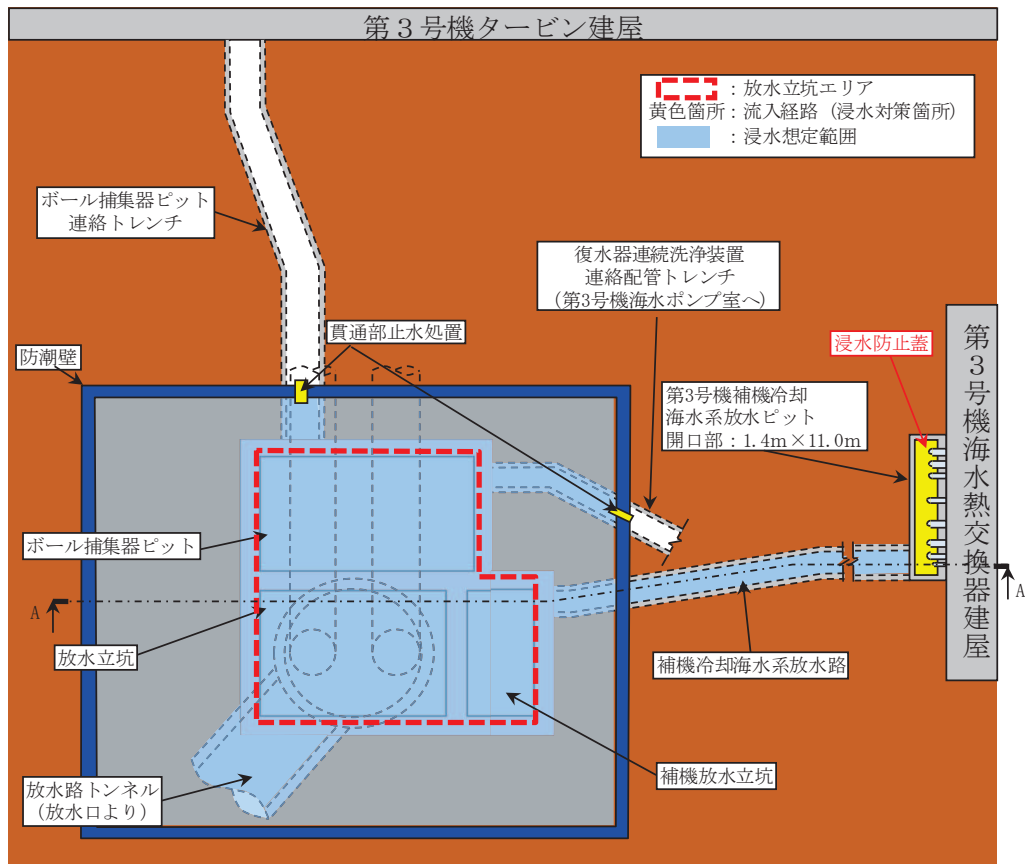 第３号機タービン建屋
：放水立坑エリア
黄色箇所：流入経路（浸水対策箇所）
：浸水想定範囲
ボール捕集器ピット
連絡トレンチ
復水器連続洗浄装置
連絡配管トレンチ
（第3号機海水ポンプ室へ）
貫通部止水処置
防潮壁
浸水防止蓋
第3号機補機冷却
海水系放水ピット
開口部：1.4m×11.0m
第３号機海水熱交換器建屋
ボール捕集器ピット
A
A
放水立坑
補機冷却海水系放水路
放水路トンネル
（放水口より）
補機放水立坑